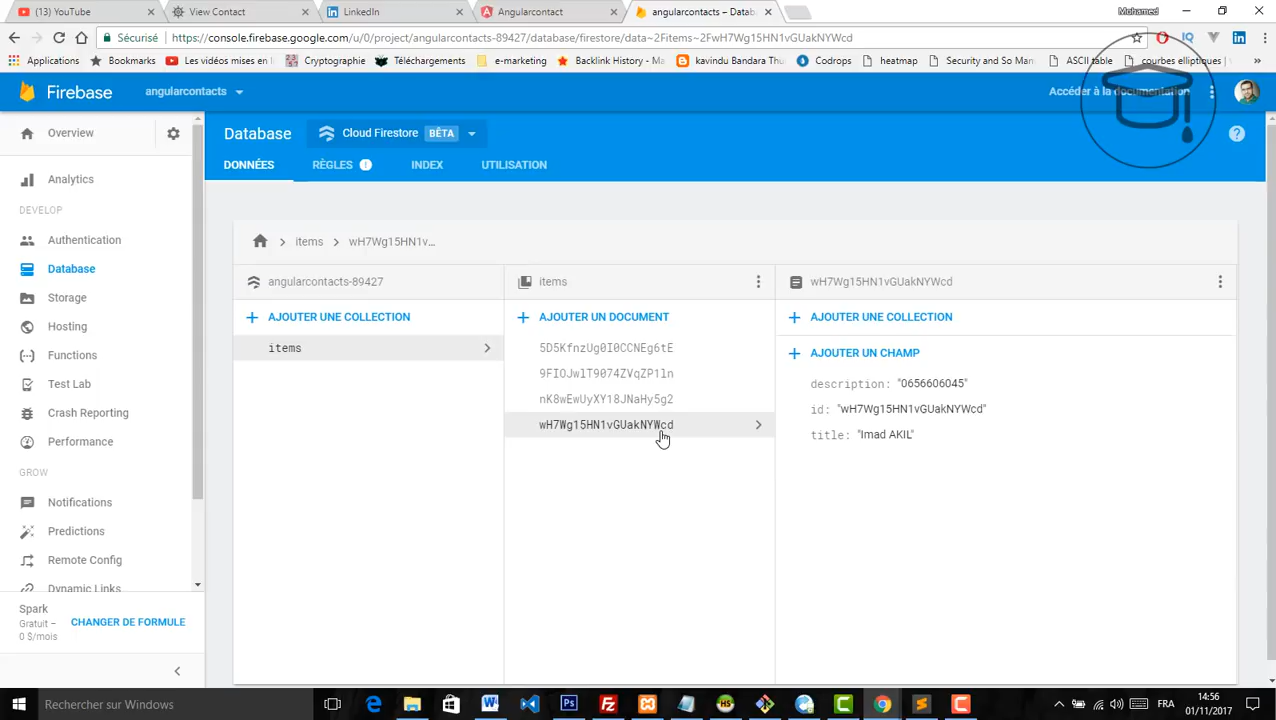 (13) YouTube
View Contact
LinkedIn
Angularcontact
angularcontacts – Datab
Mohamed
Sécurisé
https://console.firebase.google.com/u/0/project/angularcontacts-89427/database/firestore/data~2Fitems~2FwH7Wg15HN1vGUakNYWcd
Applications
Bookmarks
Les vidéos mises en l
Cryptographie
Téléchargements
e-marketing
Backlink History - Ma
kavindu Bandara Thu
Codrops
heatmap
Security and So Man
ASCII table
courbes elliptiques
Firebase
angularcontacts
Accéder à la documentation
Overview
Database
Cloud Firestore
BÊTA
DONNÉES
RÈGLES
INDEX
UTILISATION
Analytics
DEVELOP
Authentication
Database
Storage
Hosting
Functions
Test Lab
Crash Reporting
Performance
GROW
Notifications
Predictions
Remote Config
Dynamic Links
Spark
Gratuit –
0 $/mois
CHANGER DE FORMULE
items
wH7Wg15HN1v...
angularcontacts-89427
items
wH7Wg15HN1vGUakNYWcd
AJOUTER UNE COLLECTION
AJOUTER UN DOCUMENT
AJOUTER UNE COLLECTION
items
5D5KfnzUg0I0CCNEg6tE
9FIOJwlT9074ZVqZP1ln
nK8wEwUyXY18JNaHy5g2
wH7Wg15HN1vGUakNYWcd
AJOUTER UN CHAMP
description: "0656606045"
id: "wH7Wg15HN1vGUakNYWcd"
title: "Imad AKIL"
Rechercher sur Windows
FRA
14:56
01/11/2017